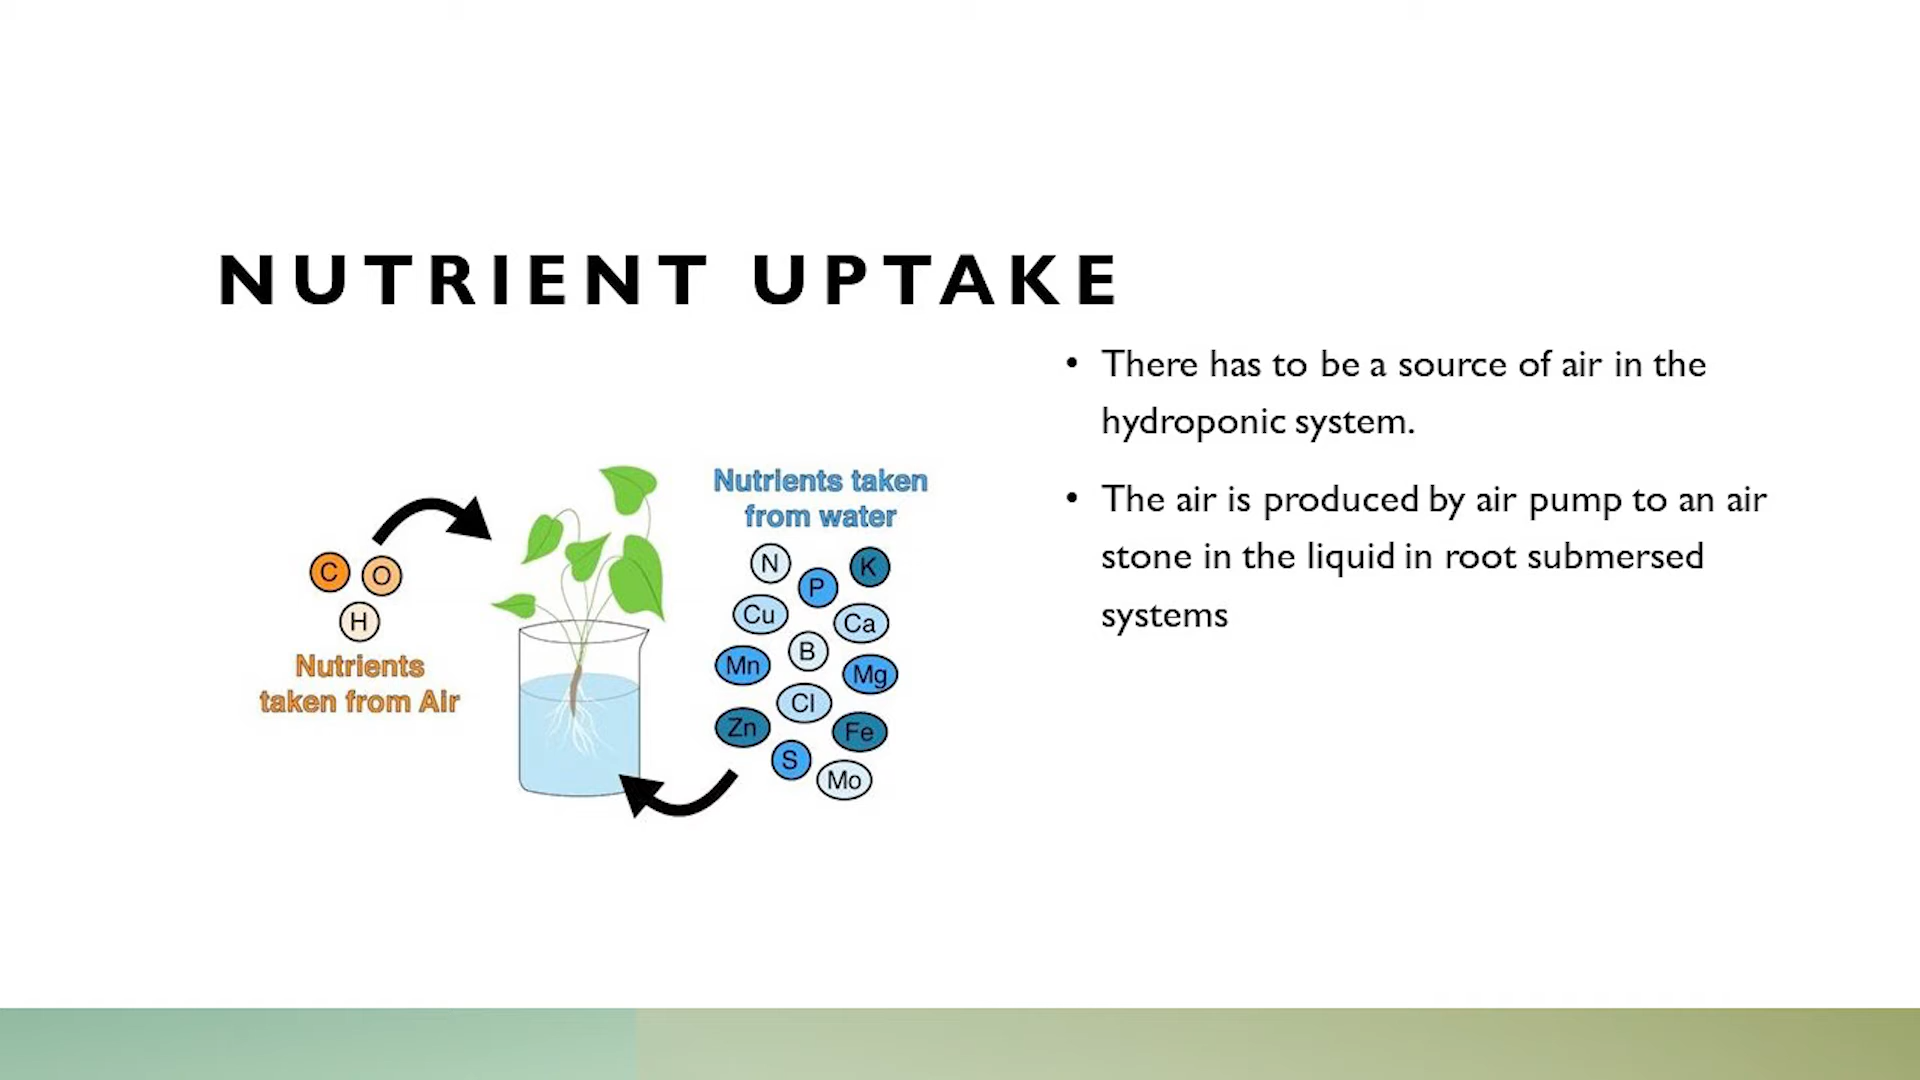 NUTRIENT UPTAKE
• There has to be a source of air in the
hydroponic system.
• The air is produced by air pump to an air
stone in the liquid in root submersed
systems
C O
H
Nutrients
taken from Air
Nutrients taken
from water
N K
P
Cu Ca
B
Mn Mg
Cl
Zn Fe
S
Mo